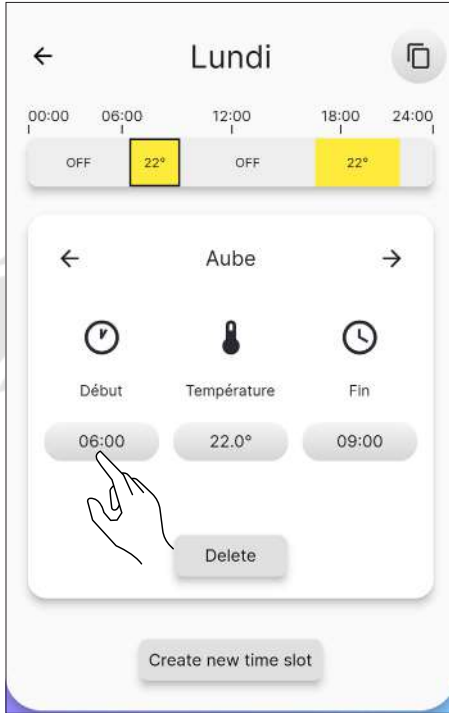 Lundi
00:00 06:00 12:00 18:00 24:00
OFF 22° OFF 22°
Aube
Début Température Fin
06:00 22.0° 09:00
Delete
Create new time slot